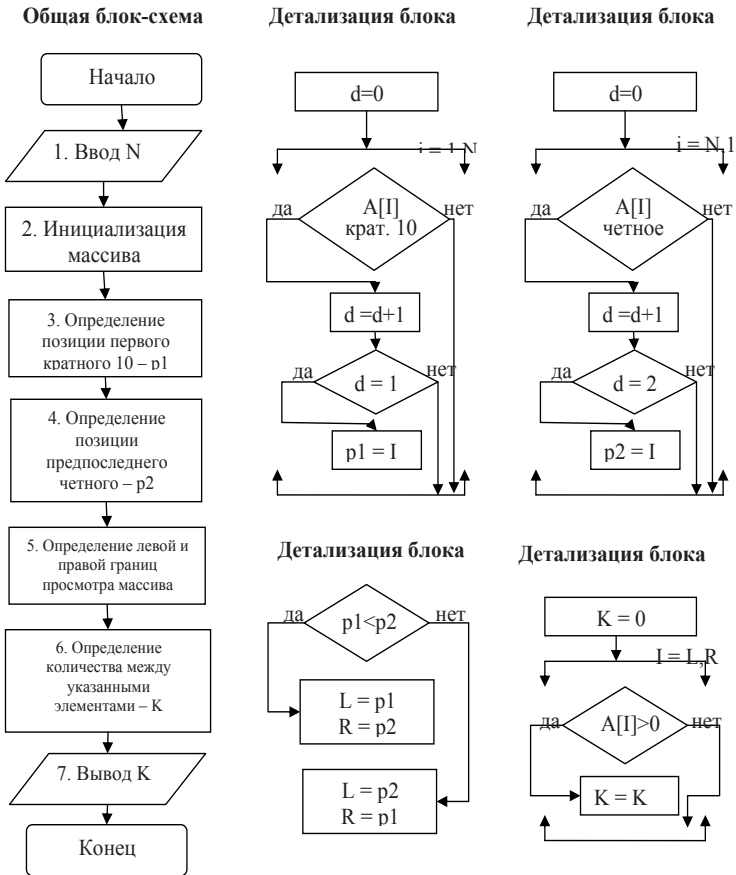 Общая блок-схема
Начало
1. Ввод N
2. Инициализация
массива
3. Определение
позиции первого
кратного 10 – p1
4. Определение
позиции
предпоследнего
четного – p2
5. Определение левой и
правой границ
просмотра массива
6. Определение
количества между
указанными
элементами – K
7. Вывод K
Конец
Детализация блока
d=0
i = 1,N
да
A[I]
крат. 10
нет
d =d+1
да
d = 1
нет
p1 = I
Детализация блока
d=0
i = N,1
да
A[I]
четное
нет
d =d+1
да
d = 2
нет
p2 = I
Детализация блока
да
p1<p2
нет
L = p1
R = p2
L = p2
R = p1
Детализация блока
K = 0
I = L,R
да
A[I]>0
нет
K = K